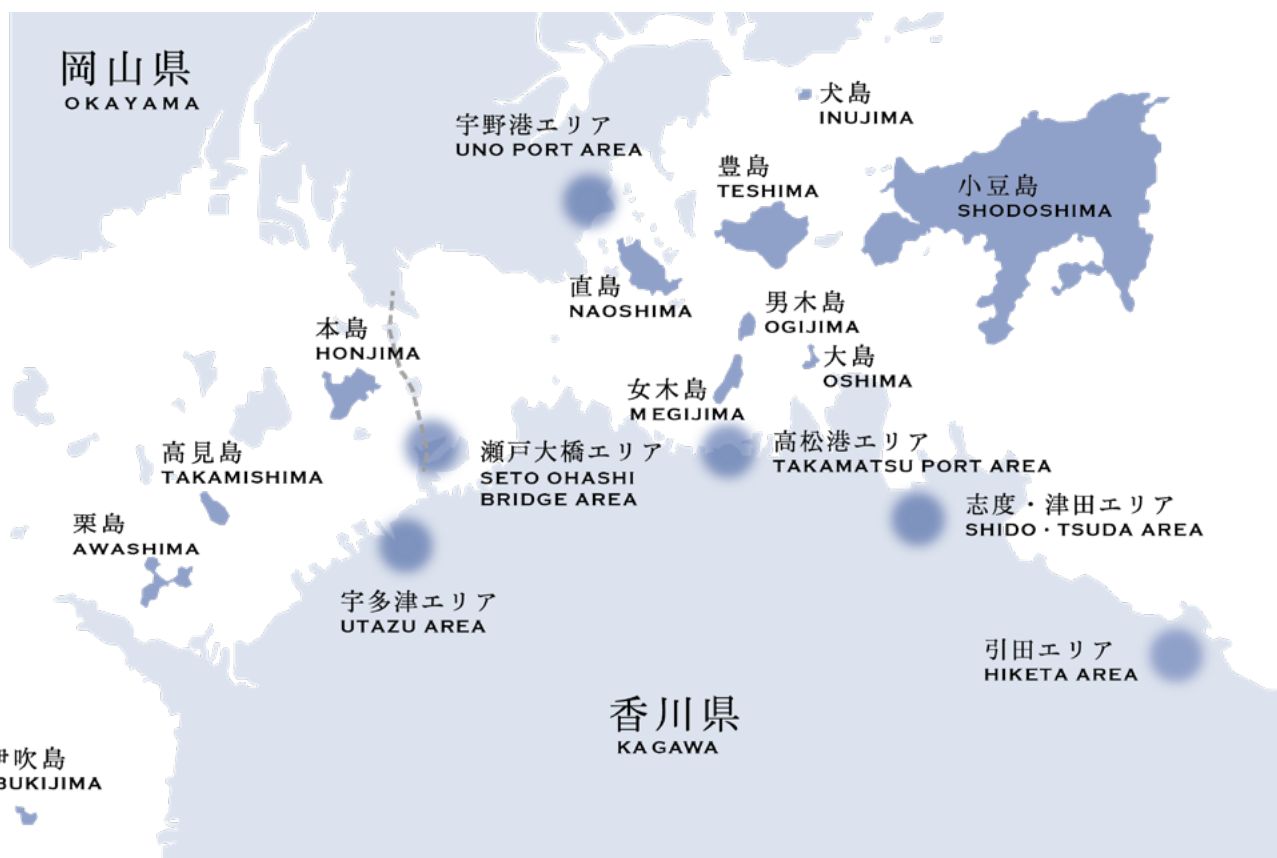 岡山県
OKAYAMA
宇野港エリア
UNO PORT AREA
犬島
INUJIMA
豊島
TESHIMA
小豆島
SHODOSHIMA
直島
NAOSHIMA
男木島
OGIJIMA
本島
HONJIMA
大島
OSHIMA
女木島
MEGIJIMA
高見島
TAKAMISHIMA
瀬戸大橋エリア
SETO OHASHI
BRIDGE AREA
高松港エリア
TAKAMATSU PORT AREA
粟島
AWASHIMA
志度・津田エリア
SHIDO・TSUDA AREA
宇多津エリア
UTAZU AREA
引田エリア
HIKETA AREA
香川県
KAGAWA
吹島
BUKIJIMA